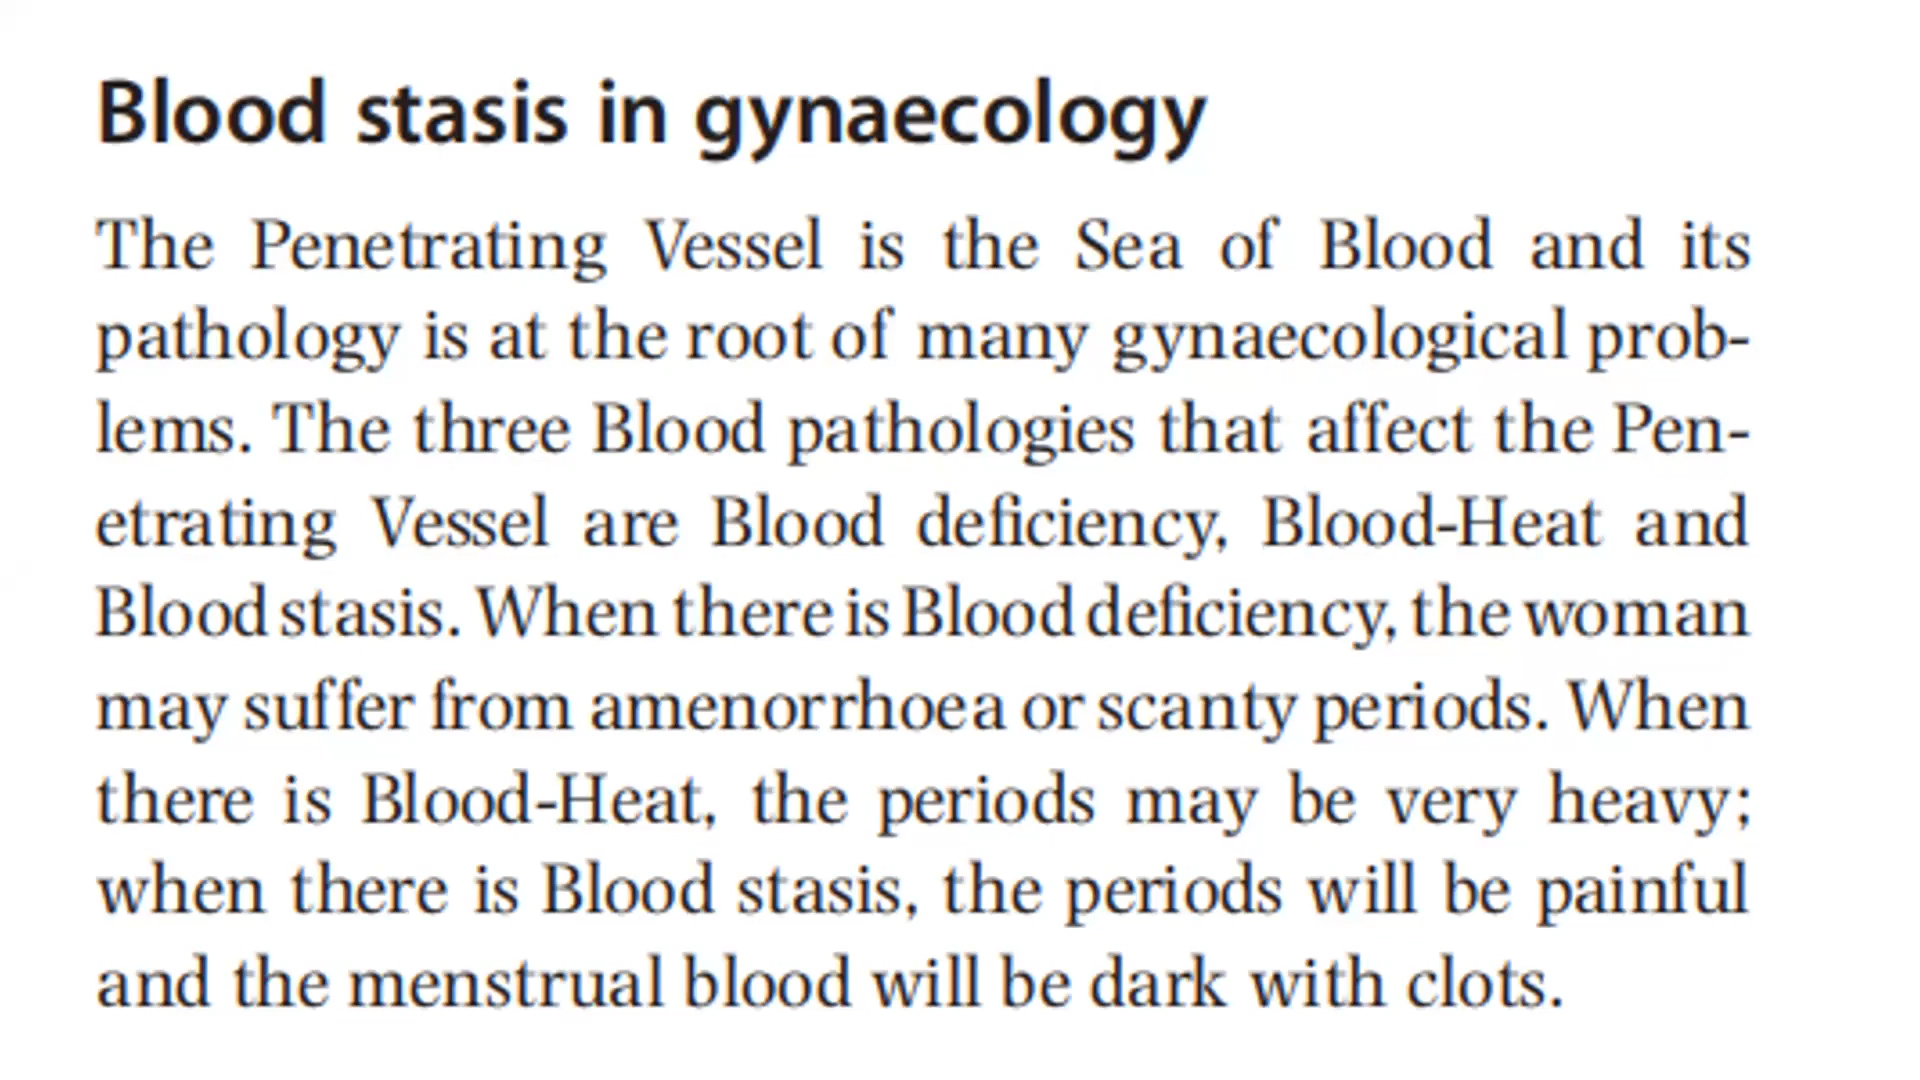 Blood stasis in gynaecology
The Penetrating Vessel is the Sea of Blood and its
pathology is at the root of many gynaecological prob-
lems. The three Blood pathologies that affect the Pen-
etrating Vessel are Blood deficiency, Blood-Heat and
Blood stasis. When there is Blood deficiency, the woman
may suffer from amenorrhoea or scanty periods. When
there is Blood-Heat, the periods may be very heavy;
when there is Blood stasis, the periods will be painful
and the menstrual blood will be dark with clots.